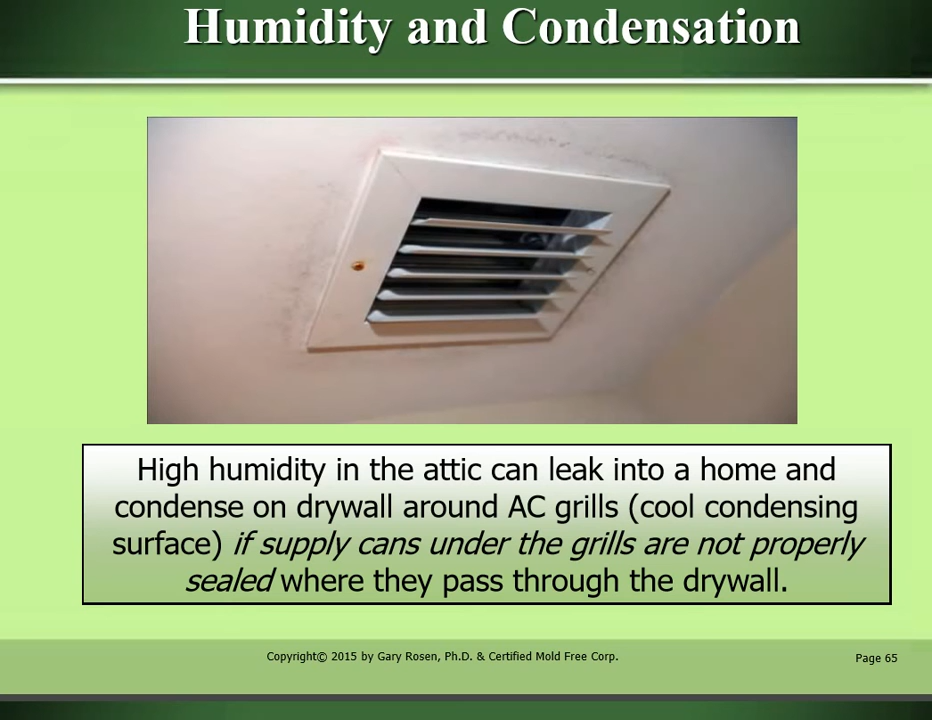 Humidity and Condensation
High humidity in the attic can leak into a home and
condense on drywall around AC grills (cool condensing
surface) if supply cans under the grills are not properly
sealed where they pass through the drywall.
Copyright© 2015 by Gary Rosen, Ph.D. & Certified Mold Free Corp.
Page 65